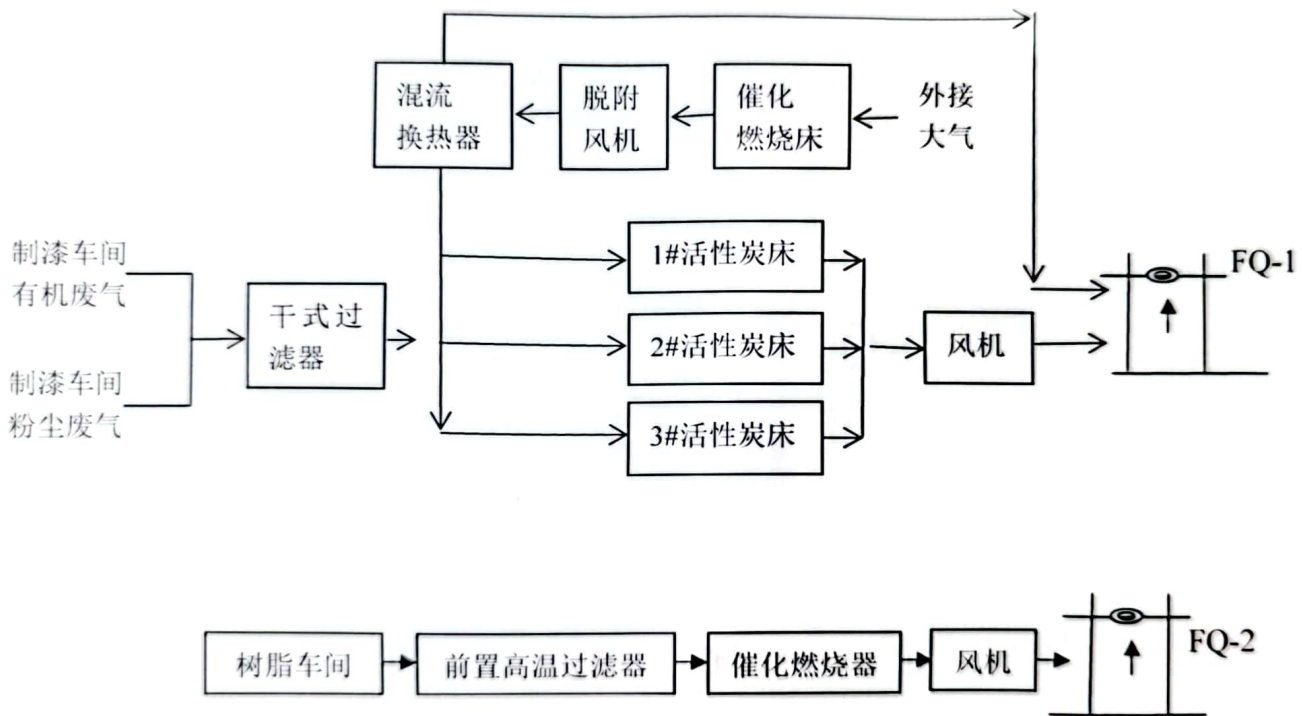 混流
换热器
脱附
风机
催化
燃烧床
外接
大气
制漆车间
有机废气
制漆车间
粉尘废气
干式过
滤器
1#活性炭床
2#活性炭床
3#活性炭床
风机
FQ-1
树脂车间
前置高温过滤器
催化燃烧器
风机
FQ-2